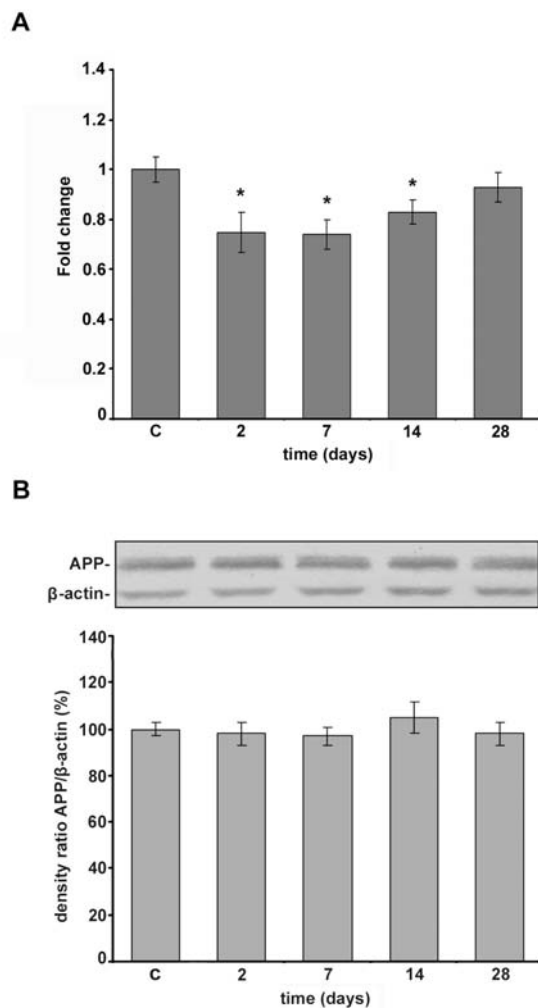 A
1.4
1.2
1
0.8
0.6
0.4
0.2
0
Fold change
*
*
*
C 2 7 14 28
time (days)
B
APP-
β-actin-
140
120
100
80
60
40
20
0
density ratio APP/β-actin (%)
C 2 7 14 28
time (days)